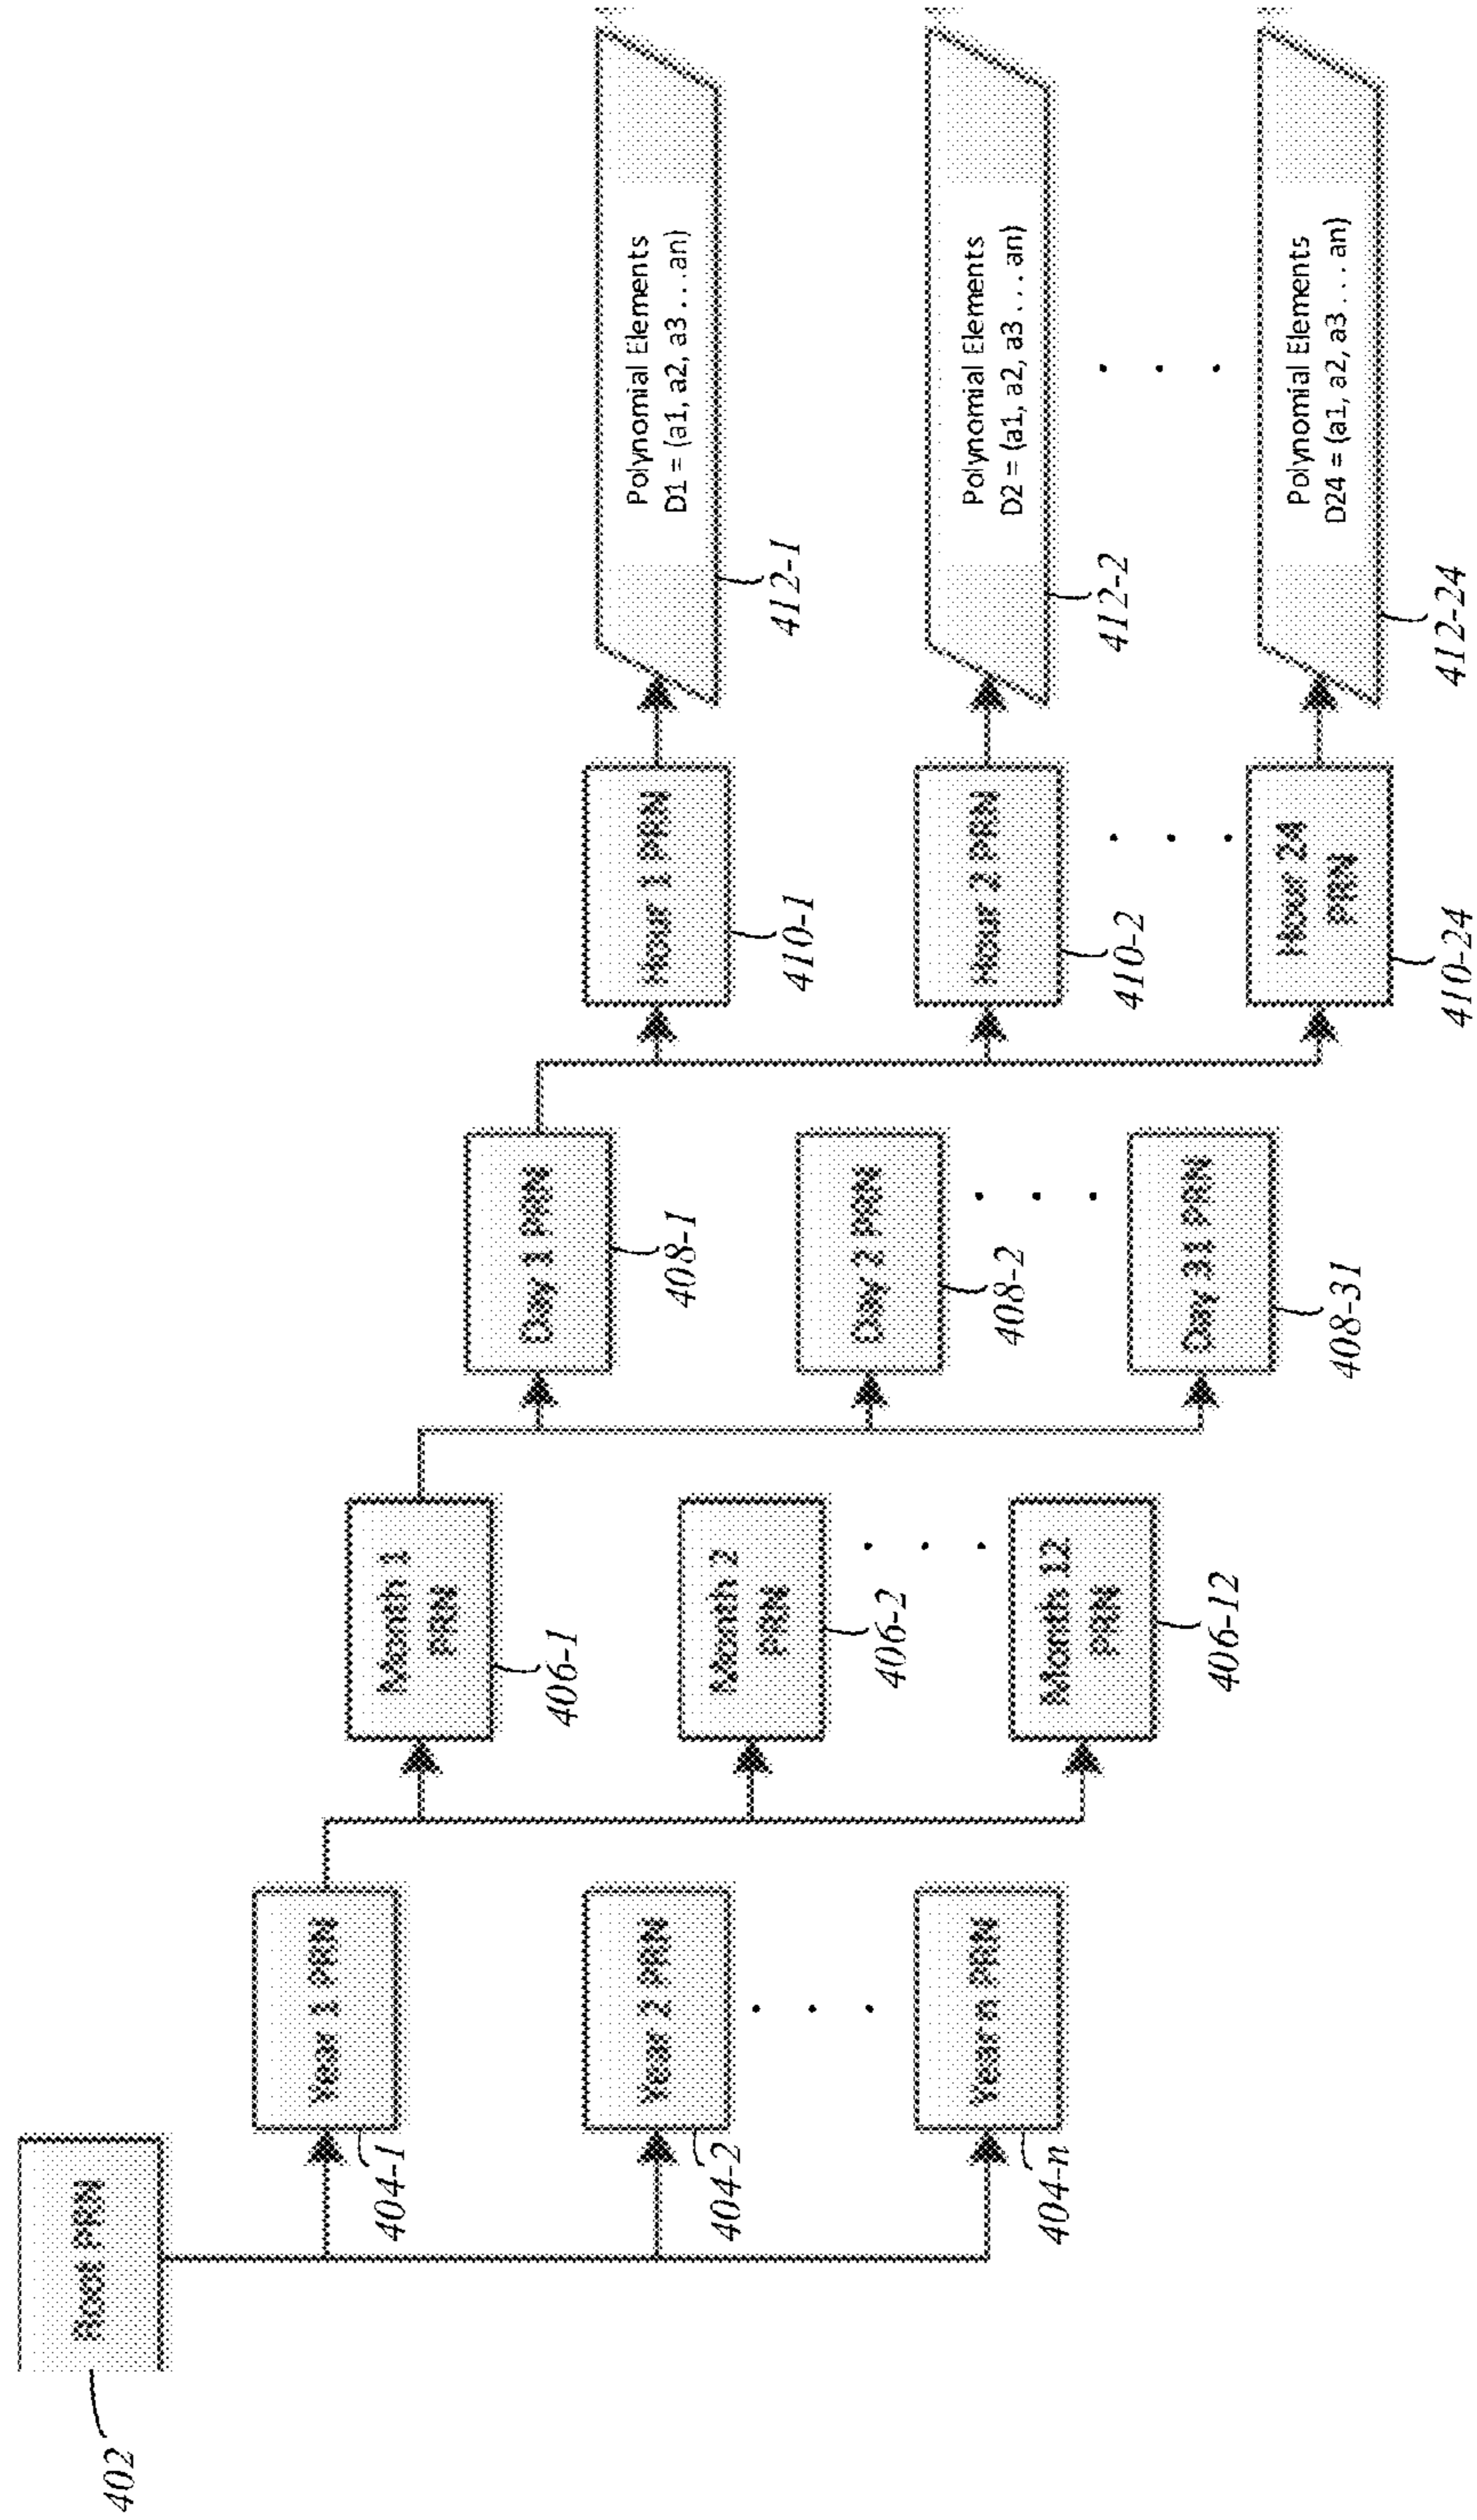 Root PRN
402
Year 1 PRN
404-1
Year 2 PRN
404-2
Year n PRN
404-n
Month 1
PRN
406-1
Month 2
PRN
406-2
Month 12
PRN
406-12
Day 1 PRN
408-1
Day 2 PRN
408-2
Day 31 PRN
408-31
Hour 1 PRN
410-1
Hour 2 PRN
410-2
Hour 24
PRN
410-24
Polynomial Elements
D1 = (a1, a2, a3 . . . an)
412-1
Polynomial Elements
D2 = (a1, a2, a3 . . . an)
412-2
Polynomial Elements
D24 = (a1, a2, a3 . . . an)
412-24